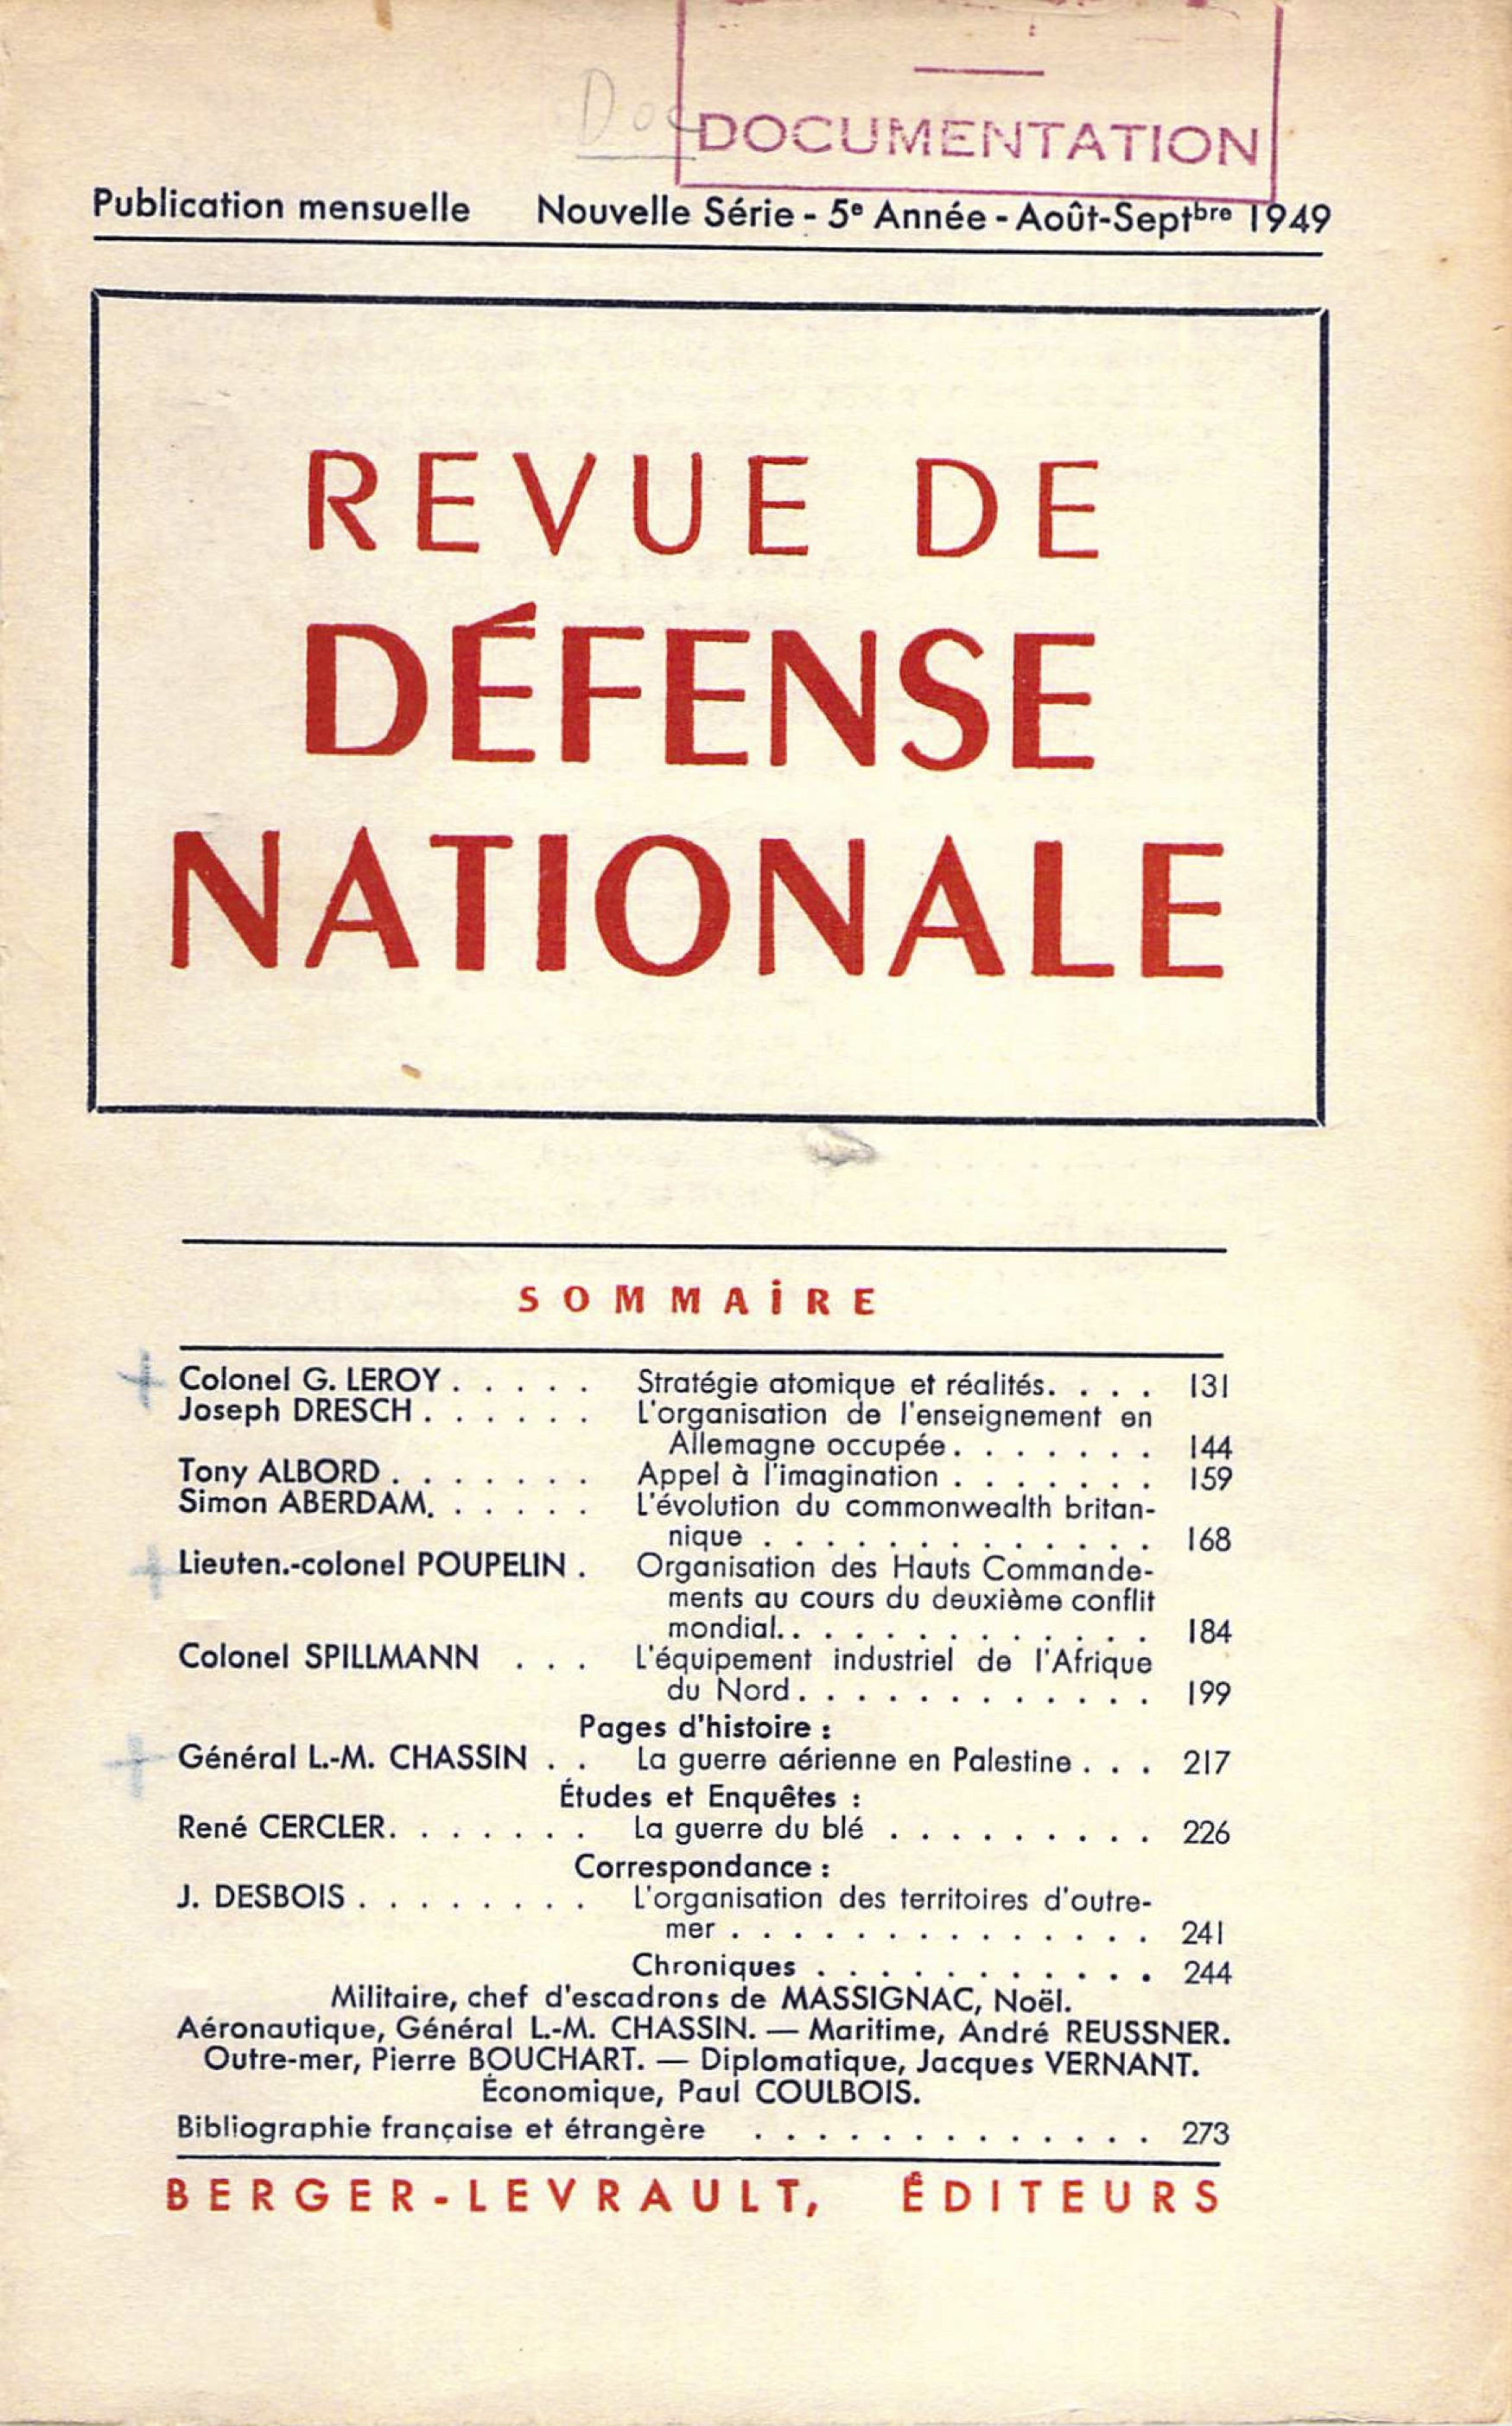 Doc
DOCUMENTATION
Publication mensuelle Nouvelle Série - 5e Année - Août-Septbre 1949
REVUE DE
DÉFENSE
NATIONALE
SOMMAiRE
Colonel G. LEROY . . . . . Stratégie atomique et réalités. . . . 131
Joseph DRESCH . . . . . . L'organisation de l'enseignement en
Allemagne occupée. . . . . . . 144
Tony ALBORD . . . . . . . Appel à l'imagination . . . . . . . 159
Simon ABERDAM. . . . . . L'évolution du commonwealth britan-
nique . . . . . . . . . . . . . 168
Lieuten.-colonel POUPELIN . Organisation des Hauts Commande-
ments au cours du deuxième conflit
mondial. . . . . . . . . . . . . 184
Colonel SPILLMANN . . . L'équipement industriel de l'Afrique
du Nord. . . . . . . . . . . . 199
Pages d'histoire :
Général L.-M. CHASSIN . . La guerre aérienne en Palestine . . . 217
Études et Enquêtes :
René CERCLER. . . . . . . La guerre du blé . . . . . . . . . 226
Correspondance :
J. DESBOIS . . . . . . . . L'organisation des territoires d'outre-
mer . . . . . . . . . . . . . . 241
Chroniques . . . . . . . . . . . 244
Militaire, chef d'escadrons de MASSIGNAC, Noël.
Aéronautique, Général L.-M. CHASSIN. — Maritime, André REUSSNER.
Outre-mer, Pierre BOUCHART. — Diplomatique, Jacques VERNANT.
Économique, Paul COULBOIS.
Bibliographie française et étrangère . . . . . . . . . . . . . 273
BERGER-LEVRAULT, ÉDITEURS